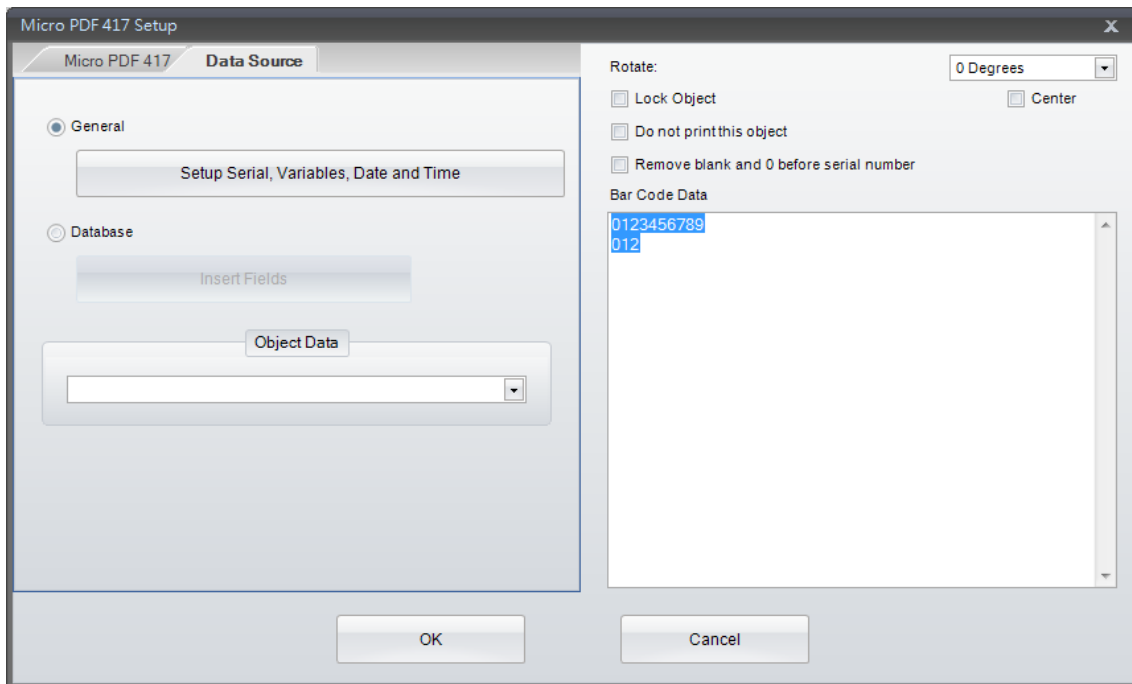 Micro PDF 417 Setup
X
Micro PDF 417
Data Source
General
Setup Serial, Variables, Date and Time
Database
Insert Fields
Object Data
Rotate:
0 Degrees
Lock Object
Center
Do not print this object
Remove blank and 0 before serial number
Bar Code Data
0123456789
012
OK
Cancel